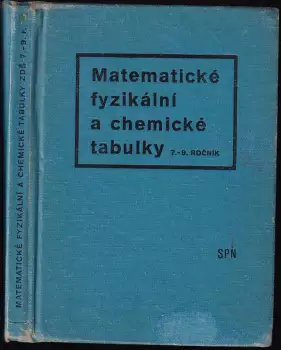 MATEMATICKÉ FYZIKÁLNÍ A CHEMICKÉ TABULKY ZDŠ 7.-9. r.
Matematické
fyzikální
a chemické
tabulky 7.-9. ROČNÍK
SPN